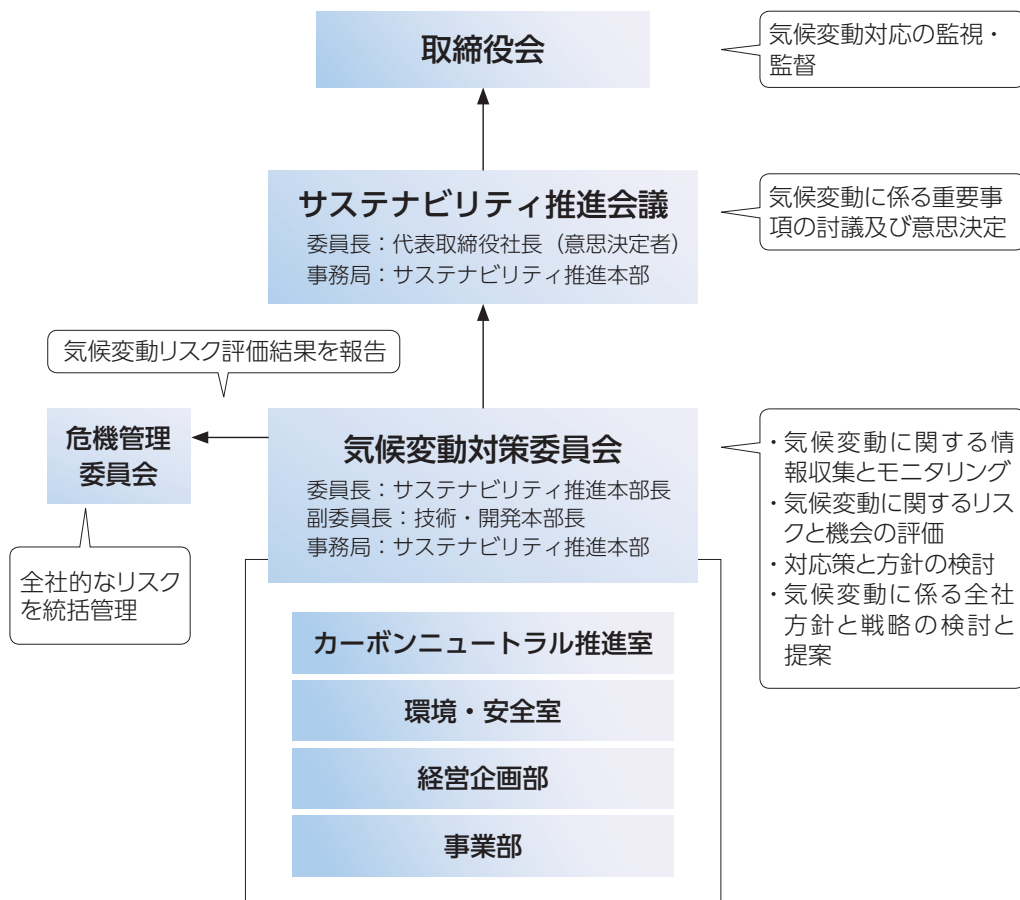 取締役会
気候変動対応の監視・
監督
サステナビリティ推進会議
委員長：代表取締役社長（意思決定者）
事務局：サステナビリティ推進本部
気候変動に係る重要事
項の討議及び意思決定
気候変動リスク評価結果を報告
危機管理
委員会
全社的なリスク
を統括管理
気候変動対策委員会
委員長：サステナビリティ推進本部長
副委員長：技術・開発本部長
事務局：サステナビリティ推進本部
・気候変動に関する情
報収集とモニタリング
・気候変動に関するリス
クと機会の評価
・対応策と方針の検討
・気候変動に係る全社
方針と戦略の検討と
提案
カーボンニュートラル推進室
環境・安全室
経営企画部
事業部